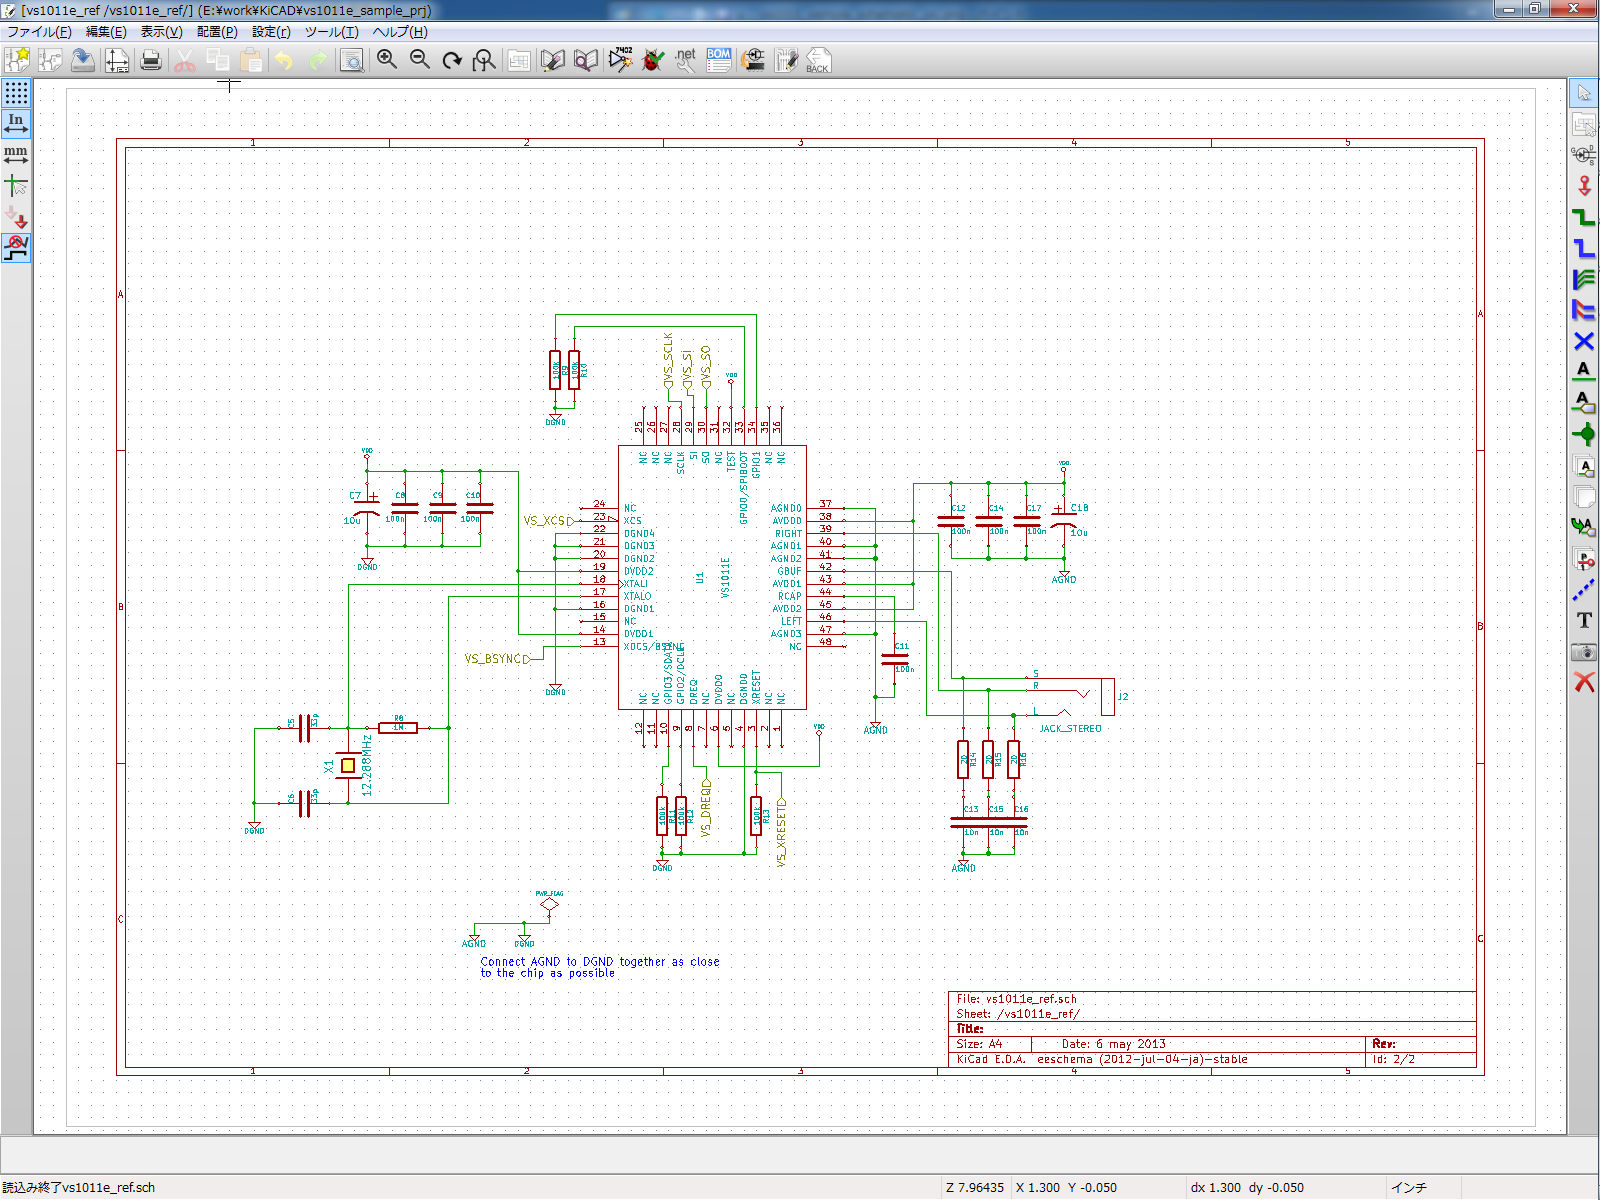 [vs1011e_ref /vs1011e_ref/] (E:¥work¥KiCAD¥vs1011e_sample_prj)
ファイル(F) 編集(E) 表示(V) 配置(P) 設定(r) ツール(T) ヘルプ(H)
7402
.net
BOM
BACK
In
mm
G D S
A
A
A
A
T
1 2 3 4 5
A
A
B
B
C
C
1 2 3 4 5
100k R9
100k R10
DGND
VS_SCLK
VS_SI
VS_SO
VDD
25 26 27 28 29 30 31 32 33 34 35 36
NC NC NC SCLK SI SO NC TEST GPIO0/SPIBOOT GPIO1 NC NC
VDD
C7 10u
C8 100n
C9 100n
C10 100n
DGND
VS_XCS
24 NC
23 XCS
22 DGND4
21 DGND3
20 DGND2
19 DVDD2
18 XTALI
17 XTALO
16 DGND1
15 NC
14 DVDD1
13 XDCS/BSYNC
VS_BSYNC
DGND
U1
VS1011E
AGND0 37
AVDD0 38
RIGHT 39
AGND1 40
AGND2 41
GBUF 42
AVDD1 43
RCAP 44
AVDD2 45
LEFT 46
AGND3 47
NC 48
VDD
C12 100n
C14 100n
C17 100n
C18 10u
AGND
C11 100n
AGND
S
R
L
J2
JACK_STEREO
NC NC GPIO3/SDATA GPIO2/DCLK DREQ NC DVDD0 NC DGND0 XRESET NC NC
12 11 10 9 8 7 6 5 4 3 2 1
VDD
C5 33p
R8 1M
X1 12.288MHz
C6 33p
DGND
100k R11
100k R12
VS_DREQ
100k R13
VS_XRESET
DGND
20 R14
20 R15
20 R16
C13 C15 C16
10n 10n 10n
AGND
PWR_FLAG
AGND DGND
Connect AGND to DGND together as close
to the chip as possible
File: vs1011e_ref.sch
Sheet: /vs1011e_ref/
Title:
Size: A4 Date: 6 may 2013 Rev:
KiCad E.D.A. eeschema (2012-jul-04-ja)-stable Id: 2/2
読込み終了vs1011e_ref.sch Z 7.96435 X 1.300 Y -0.050 dx 1.300 dy -0.050 インチ